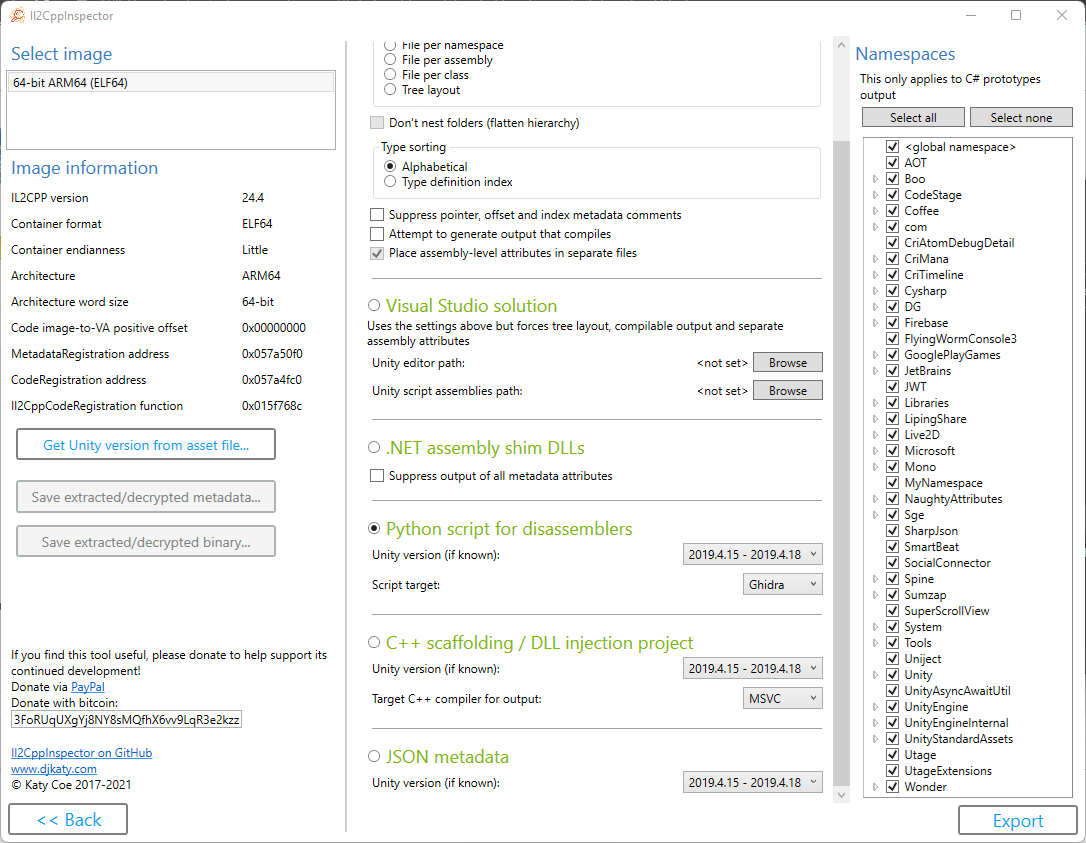 Il2CppInspector
Select image
64-bit ARM64 (ELF64)
Image information
IL2CPP version 24.4
Container format ELF64
Container endianness Little
Architecture ARM64
Architecture word size 64-bit
Code image-to-VA positive offset 0x00000000
MetadataRegistration address 0x057a50f0
CodeRegistration address 0x057a4fc0
Il2CppCodeRegistration function 0x015f768c
Get Unity version from asset file...
Save extracted/decrypted metadata...
Save extracted/decrypted binary...
If you find this tool useful, please donate to help support its
continued development!
Donate via PayPal
Donate with bitcoin:
3FoRUqUXgYj8NY8sMQfhX6vv9LqR3e2kzz
Il2CppInspector on GitHub
www.djkaty.com
© Katy Coe 2017-2021
<< Back
File per namespace
File per assembly
File per class
Tree layout
Don't nest folders (flatten hierarchy)
Type sorting
Alphabetical
Type definition index
Suppress pointer, offset and index metadata comments
Attempt to generate output that compiles
Place assembly-level attributes in separate files
Visual Studio solution
Uses the settings above but forces tree layout, compilable output and separate
assembly attributes
Unity editor path: <not set> Browse
Unity script assemblies path: <not set> Browse
.NET assembly shim DLLs
Suppress output of all metadata attributes
Python script for disassemblers
Unity version (if known): 2019.4.15 - 2019.4.18
Script target: Ghidra
C++ scaffolding / DLL injection project
Unity version (if known): 2019.4.15 - 2019.4.18
Target C++ compiler for output: MSVC
JSON metadata
Unity version (if known): 2019.4.15 - 2019.4.18
Namespaces
This only applies to C# prototypes
output
Select all Select none
<global namespace>
AOT
Boo
CodeStage
Coffee
com
CriAtomDebugDetail
CriMana
CriTimeline
Cysharp
DG
Firebase
FlyingWormConsole3
GooglePlayGames
JetBrains
JWT
Libraries
LipingShare
Live2D
Microsoft
Mono
MyNamespace
NaughtyAttributes
Sge
SharpJson
SmartBeat
SocialConnector
Spine
Sumzap
SuperScrollView
System
Tools
Uniject
Unity
UnityAsyncAwaitUtil
UnityEngine
UnityEngineInternal
UnityStandardAssets
Utage
UtageExtensions
Wonder
Export